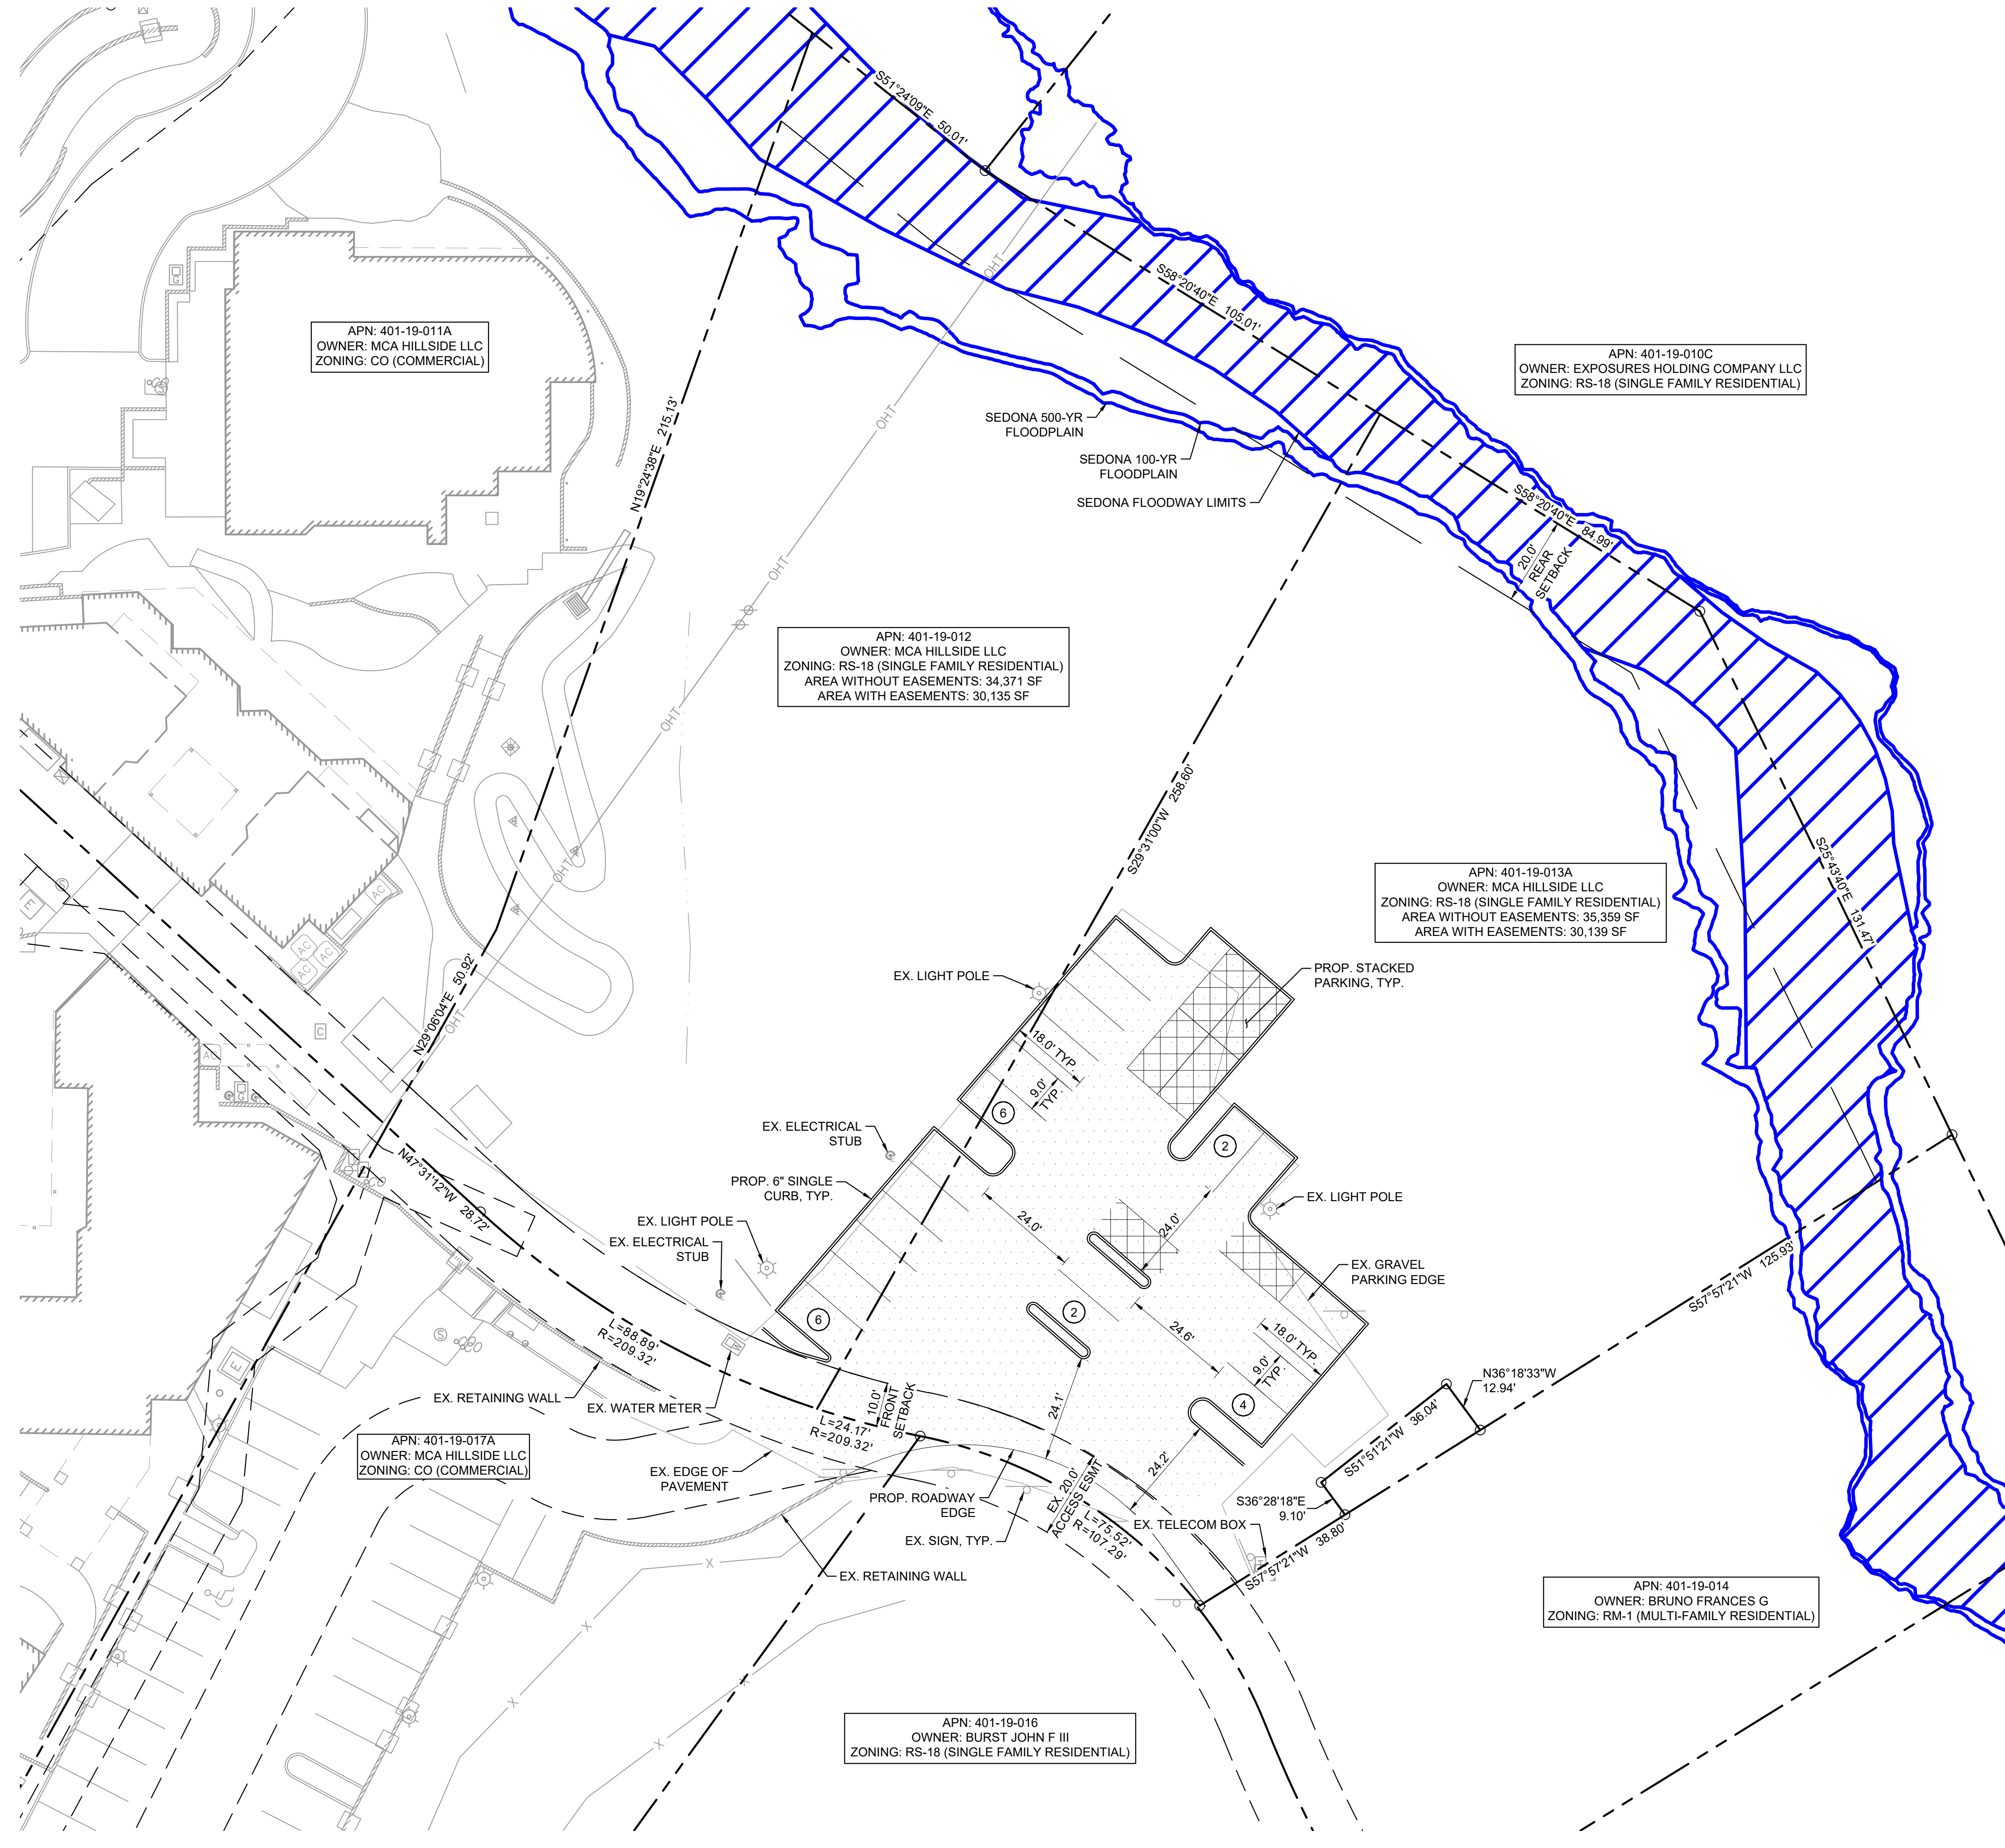 S51°24'09"E 50.01'
OHT
S58°20'40"E 105.01'
G
APN: 401-19-011A
OWNER: MCA HILLSIDE LLC
ZONING: CO (COMMERCIAL)
APN: 401-19-010C
OWNER: EXPOSURES HOLDING COMPANY LLC
ZONING: RS-18 (SINGLE FAMILY RESIDENTIAL)
S
N19°24'38"E 215.13'
OHT
SEDONA 500-YR
FLOODPLAIN
SEDONA 100-YR
FLOODPLAIN
SEDONA FLOODWAY LIMITS
S58°20'40"E 84.99'
20.0'
REAR
SETBACK
OHT
APN: 401-19-012
OWNER: MCA HILLSIDE LLC
ZONING: RS-18 (SINGLE FAMILY RESIDENTIAL)
AREA WITHOUT EASEMENTS: 34,371 SF
AREA WITH EASEMENTS: 30,135 SF
OHT
S29°31'00"W 258.60'
OHT
S25°43'40"E 131.47'
APN: 401-19-013A
OWNER: MCA HILLSIDE LLC
ZONING: RS-18 (SINGLE FAMILY RESIDENTIAL)
AREA WITHOUT EASEMENTS: 35,359 SF
AREA WITH EASEMENTS: 30,139 SF
S
E
AC
AC
AC
AC
AC
N29°06'04"E 50.92'
OHT
C
EX. LIGHT POLE
PROP. STACKED
PARKING, TYP.
18.0' TYP.
9.0'
TYP.
6
2
AC
G
EX. ELECTRICAL
STUB
PROP. 6" SINGLE
CURB, TYP.
N47°31'12"W 28.72'
EX. LIGHT POLE
EX. LIGHT POLE
EX. ELECTRICAL
STUB
24.0'
24.0'
EX. GRAVEL
PARKING EDGE
S57°57'21"W 125.93'
6
2
24.6'
18.0' TYP.
9.0'
TYP.
L=88.89'
R=209.32'
S
E
W
N36°18'33"W
12.94'
EX. RETAINING WALL
EX. WATER METER
10.0'
FRONT
SETBACK
24.1'
4
S51°51'21"W 36.04'
L=24.17'
R=209.32'
APN: 401-19-017A
OWNER: MCA HILLSIDE LLC
ZONING: CO (COMMERCIAL)
EX. EDGE OF
PAVEMENT
24.2'
PROP. ROADWAY
EDGE
EX. 20.0'
ACCESS ESMT
S36°28'18"E
9.10'
EX. SIGN, TYP.
L=75.52'
R=107.29'
EX. TELECOM BOX
S57°57'21"W 38.80'
X
EX. RETAINING WALL
APN: 401-19-014
OWNER: BRUNO FRANCES G
ZONING: RM-1 (MULTI-FAMILY RESIDENTIAL)
X
X
X
X
APN: 401-19-016
OWNER: BURST JOHN F III
ZONING: RS-18 (SINGLE FAMILY RESIDENTIAL)